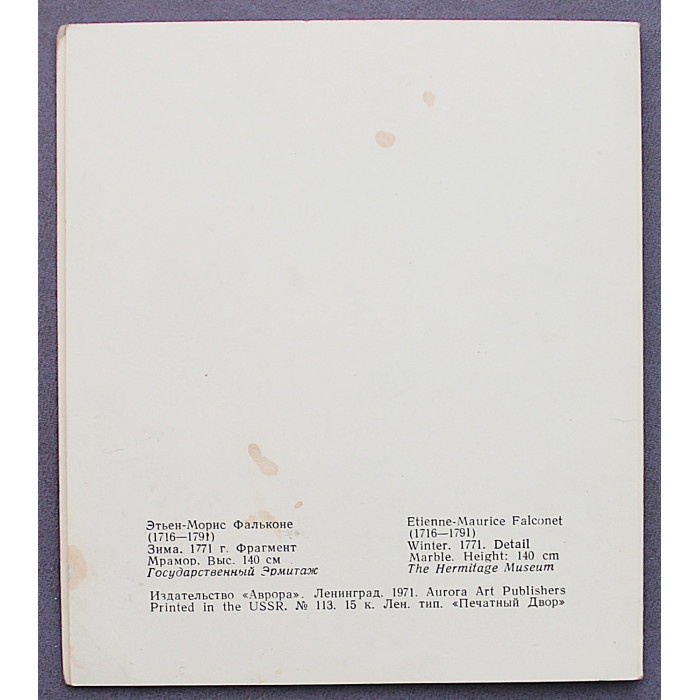 Этьен-Морис Фальконе
(1716—1791)
Зима. 1771 г. Фрагмент
Мрамор. Выс. 140 см
Государственный Эрмитаж
Etienne-Maurice Falconet
(1716—1791)
Winter. 1771. Detail
Marble. Height: 140 cm
The Hermitage Museum
Издательство «Аврора». Ленинград. 1971. Aurora Art Publishers
Printed in the USSR. № 113. 15 к. Лен. тип. «Печатный Двор»